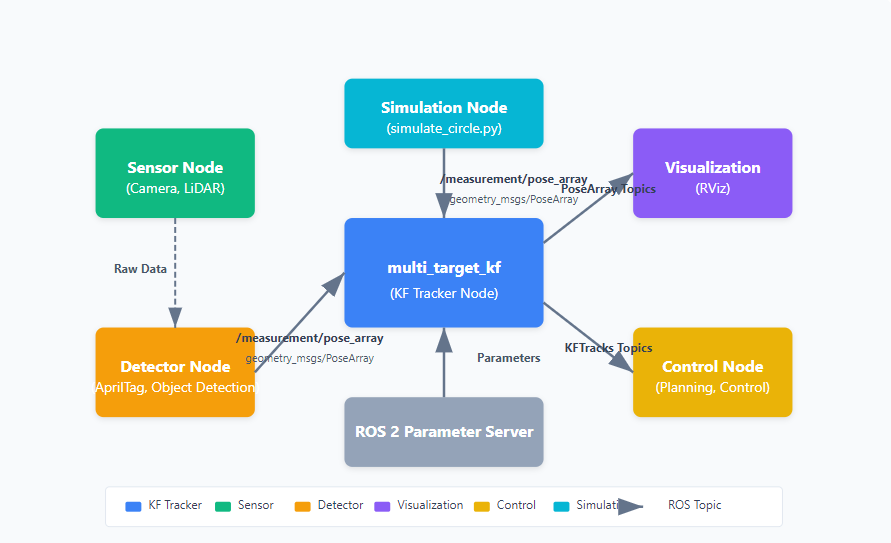 Simulation Node
(simulate_circle.py)
Sensor Node
(Camera, LiDAR)
/measurement/pose_array
geometry_msgs/PoseArray
PoseArray Topics
Visualization
(RViz)
Raw Data
multi_target_kf
(KF Tracker Node)
/measurement/pose_array
geometry_msgs/PoseArray
Parameters
KFTracks Topics
Detector Node
AprilTag, Object Detection
Control Node
(Planning, Control)
ROS 2 Parameter Server
KF Tracker
Sensor
Detector
Visualization
Control
ROS Topic